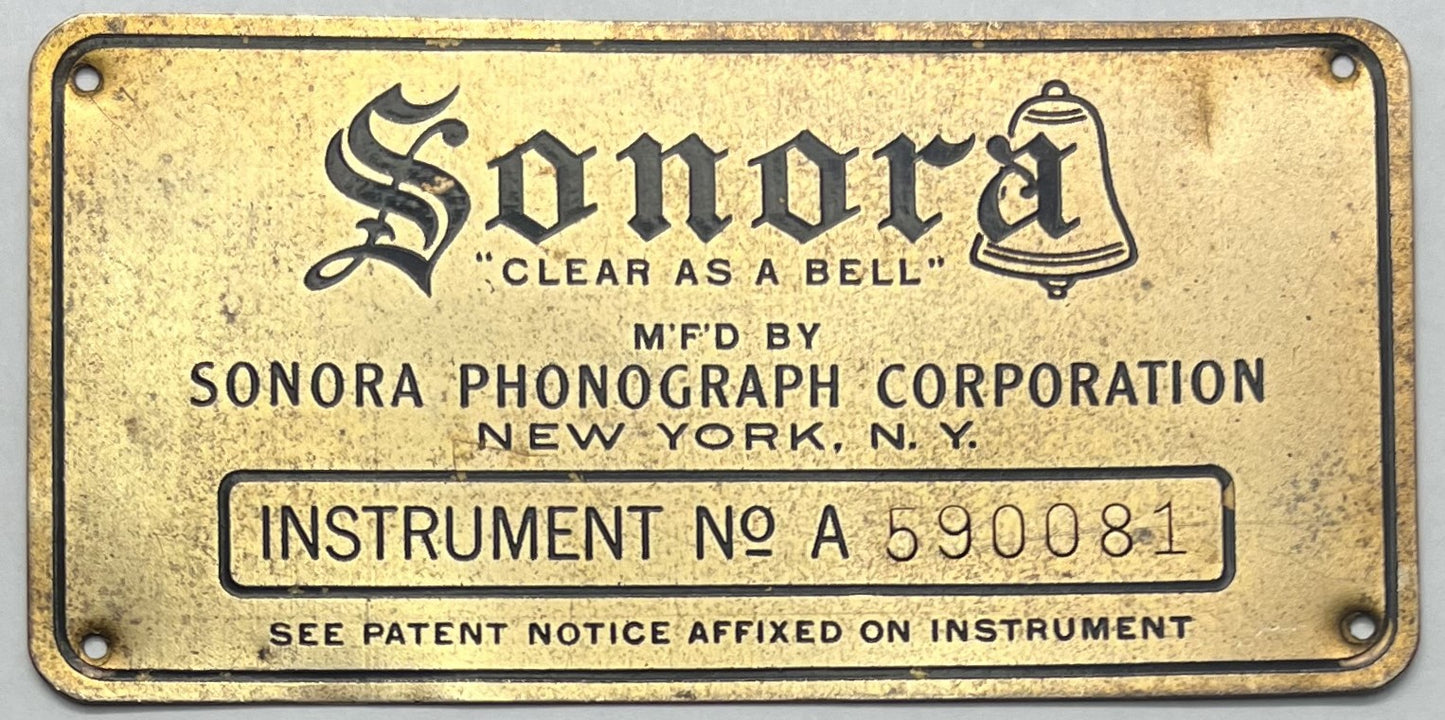 Sonora
"CLEAR AS A BELL"
M'F'D BY
SONORA PHONOGRAPH CORPORATION
NEW YORK, N. Y.
INSTRUMENT Nº A 590081
SEE PATENT NOTICE AFFIXED ON INSTRUMENT